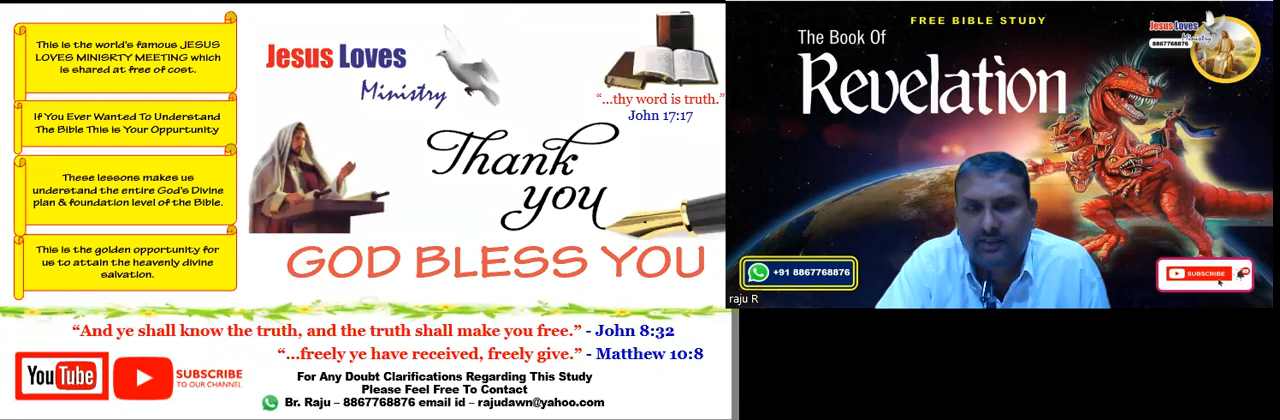 This is the world's famous JESUS
LOVES MINISRTY MEETING which
is shared at free of cost.
If You Ever Wanted To Understand
The Bible This is Your Oppurtunity
These lessons makes us
understand the entire God's Divine
plan & foundation level of the Bible.
This is the golden opportunity for
us to attain the heavenly divine
salvation.
Jesus Loves
Ministry
"...thy word is truth."
John 17:17
Thank
you
GOD BLESS YOU
"And ye shall know the truth, and the truth shall make you free." - John 8:32
"...freely ye have received, freely give." - Matthew 10:8
YouTube
SUBSCRIBE
TO OUR CHANNEL
For Any Doubt Clarifications Regarding This Study
Please Feel Free To Contact
Br. Raju – 8867768876 email id – rajudawn@yahoo.com
FREE BIBLE STUDY
The Book Of
Revelation
Jesus Loves
Ministry
8867768876
+91 8867768876
SUBSCRIBE
raju R